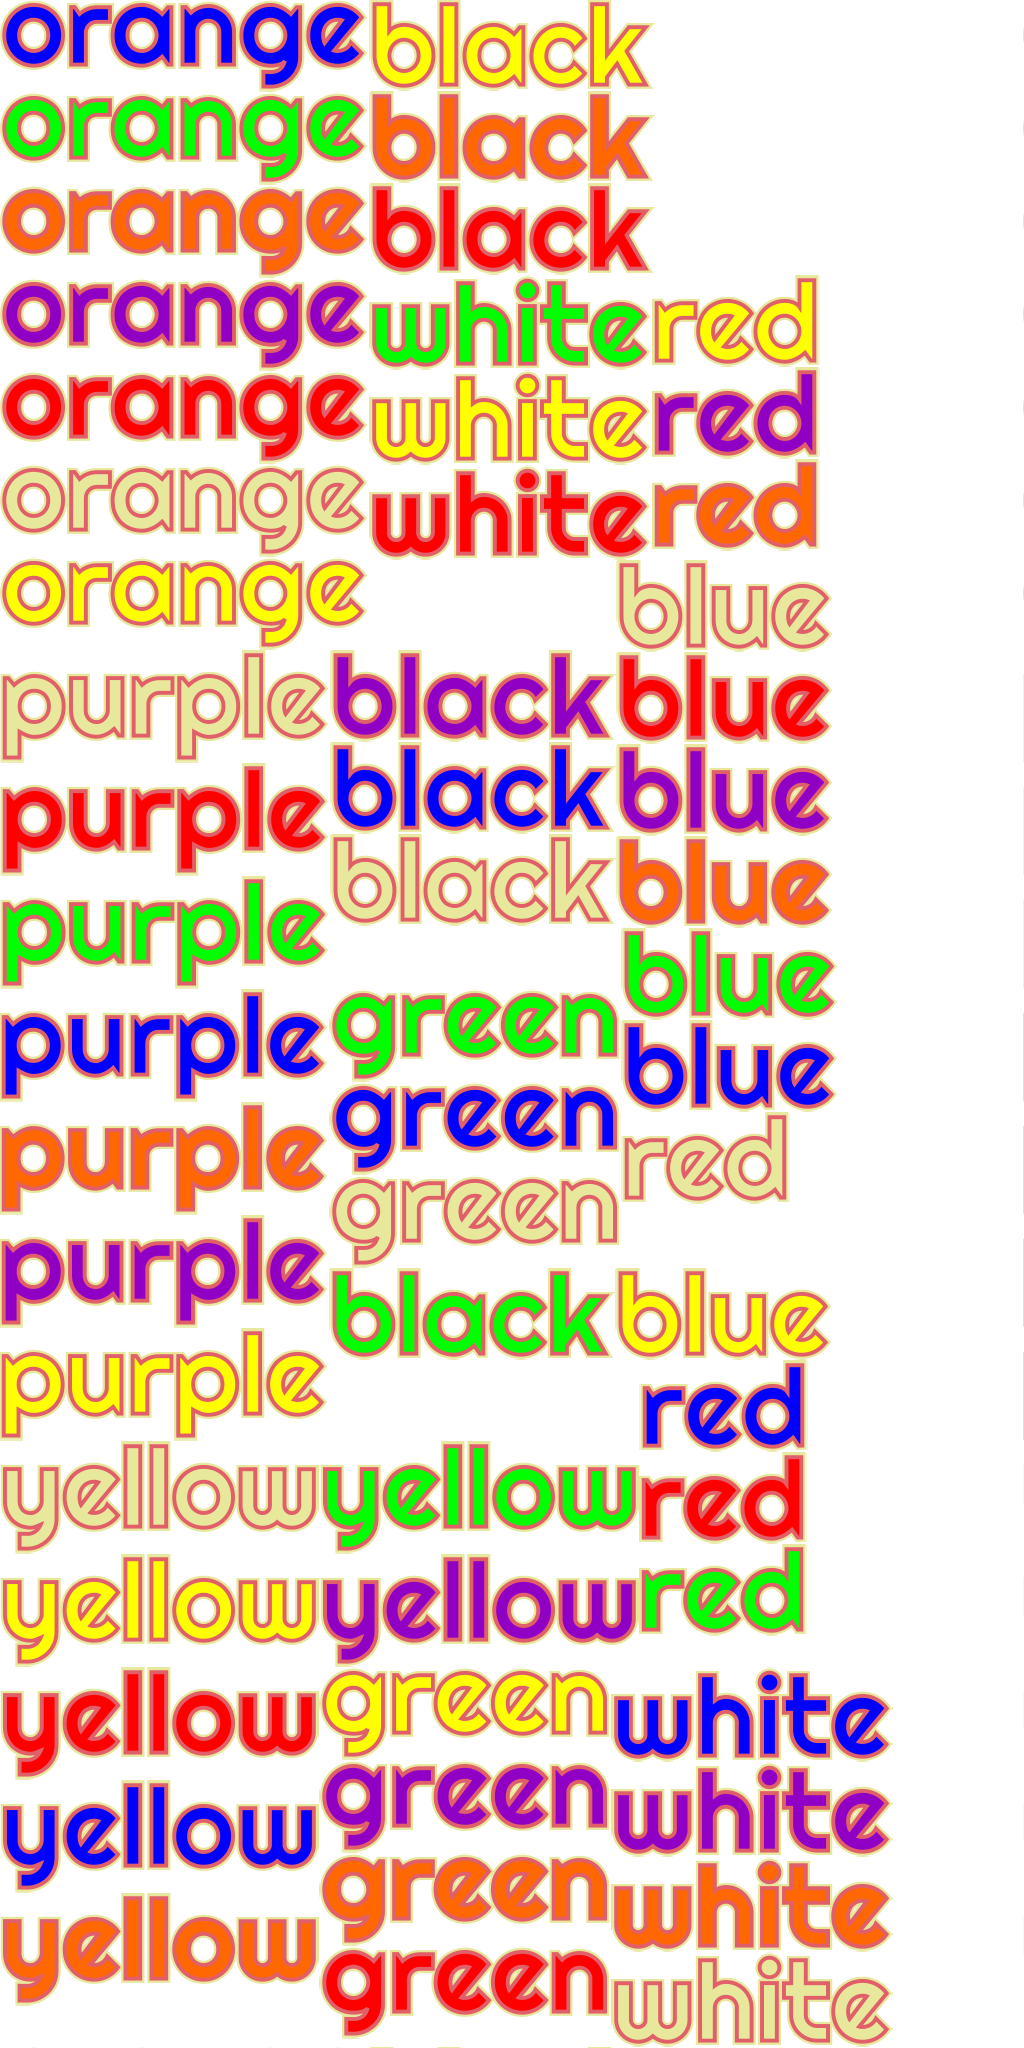 orange black
orange black
orange black
orange white red
orange white red
orange white red
orange blue
purple black blue
purple black blue
purple black blue
purple green blue
purple green blue
purple green red
purple black blue
red
yellow yellow red
yellow yellow red
yellow green white
yellow green white
yellow green white
green white